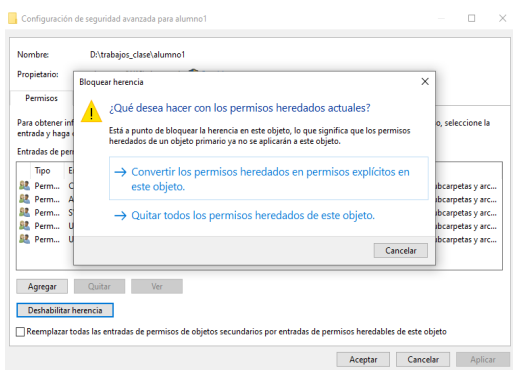 Configuración de seguridad avanzada para alumno1
Nombre: D:\trabajos_clase\alumno1
Propietario:
Bloquear herencia
Permisos
¿Qué desea hacer con los permisos heredados actuales?
Para obtener
o, seleccione la
entrada y haga
Está a punto de bloquear la herencia en este objeto, lo que significa que los permisos
heredados de un objeto primario ya no se aplicarán a este objeto.
Entradas de
Tipo
→ Convertir los permisos heredados en permisos explícitos en
este objeto.
Perm... C
Perm... A
Perm... S
Perm... U
Perm... U
ubcarpetas y arc...
ubcarpetas y arc...
ubcarpetas y arc...
ubcarpetas y arc...
ubcarpetas y arc...
→ Quitar todos los permisos heredados de este objeto.
Cancelar
Agregar Quitar Ver
Deshabilitar herencia
Reemplazar todas las entradas de permisos de objetos secundarios por entradas de permisos heredables de este objeto
Aceptar Cancelar Aplicar